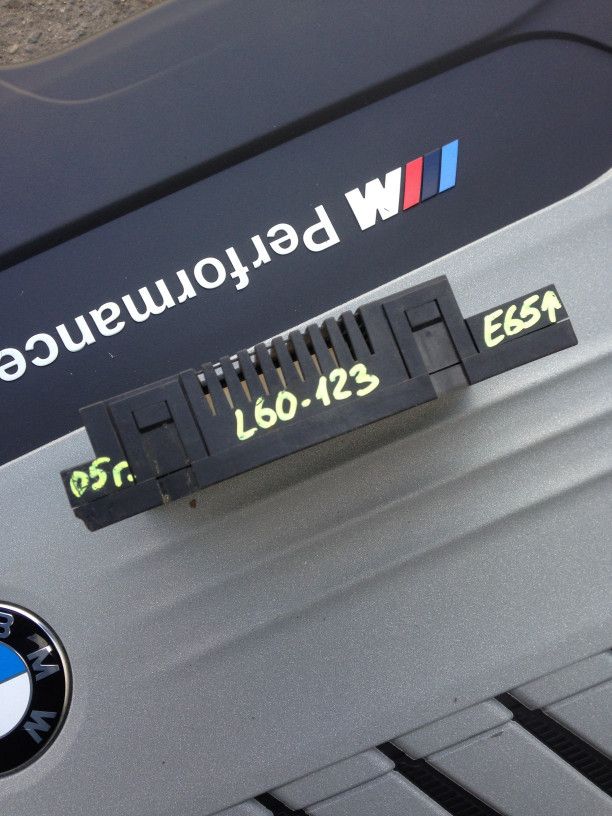 M Performance
E65↑
L60-123
05г.
BMW